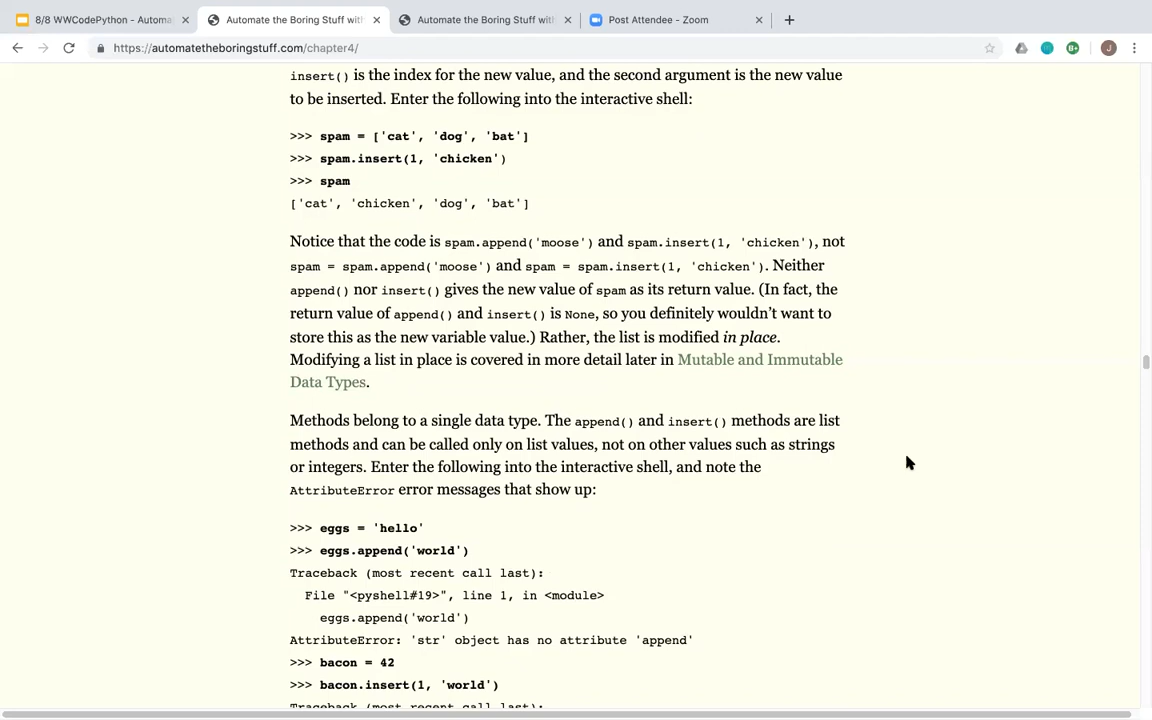 8/8 WWCodePython - Automa
Automate the Boring Stuff with
Automate the Boring Stuff with
Post Attendee - Zoom
https://automatetheboringstuff.com/chapter4/
J
insert() is the index for the new value, and the second argument is the new value
to be inserted. Enter the following into the interactive shell:
>>> spam = ['cat', 'dog', 'bat']
>>> spam.insert(1, 'chicken')
>>> spam
['cat', 'chicken', 'dog', 'bat']
Notice that the code is spam.append('moose') and spam.insert(1, 'chicken'), not
spam = spam.append('moose') and spam = spam.insert(1, 'chicken'). Neither
append() nor insert() gives the new value of spam as its return value. (In fact, the
return value of append() and insert() is None, so you definitely wouldn't want to
store this as the new variable value.) Rather, the list is modified in place.
Modifying a list in place is covered in more detail later in Mutable and Immutable
Data Types.
Methods belong to a single data type. The append() and insert() methods are list
methods and can be called only on list values, not on other values such as strings
or integers. Enter the following into the interactive shell, and note the
AttributeError error messages that show up:
>>> eggs = 'hello'
>>> eggs.append('world')
Traceback (most recent call last):
File "<pyshell#19>", line 1, in <module>
eggs.append('world')
AttributeError: 'str' object has no attribute 'append'
>>> bacon = 42
>>> bacon.insert(1, 'world')
Traceback (most recent call last):